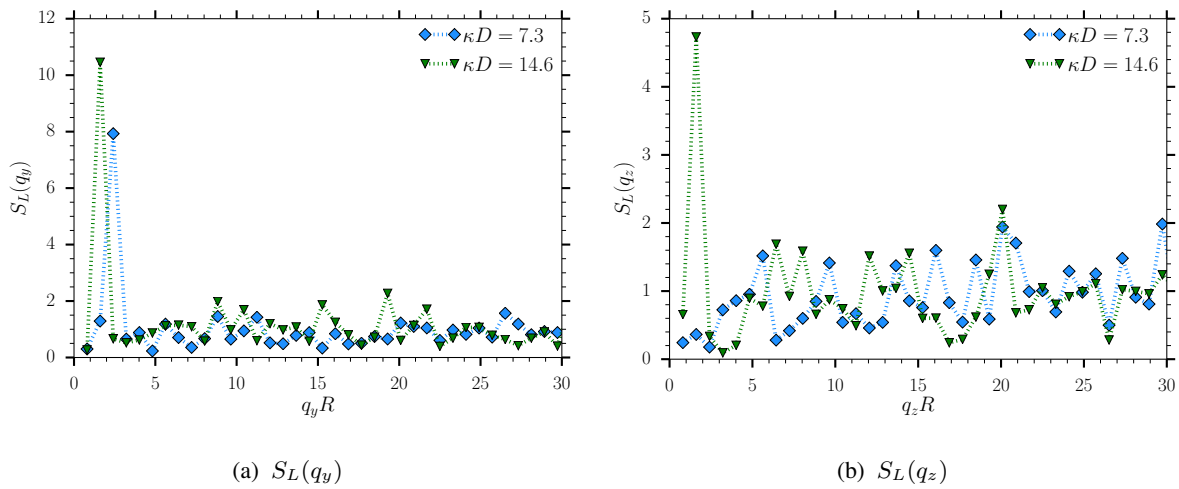 12
10
8
6
4
2
0
S_L(q_y)
κD = 7.3
κD = 14.6
0 5 10 15 20 25 30
q_yR
(a) S_L(q_y)
5
4
3
2
1
0
S_L(q_z)
κD = 7.3
κD = 14.6
0 5 10 15 20 25 30
q_zR
(b) S_L(q_z)